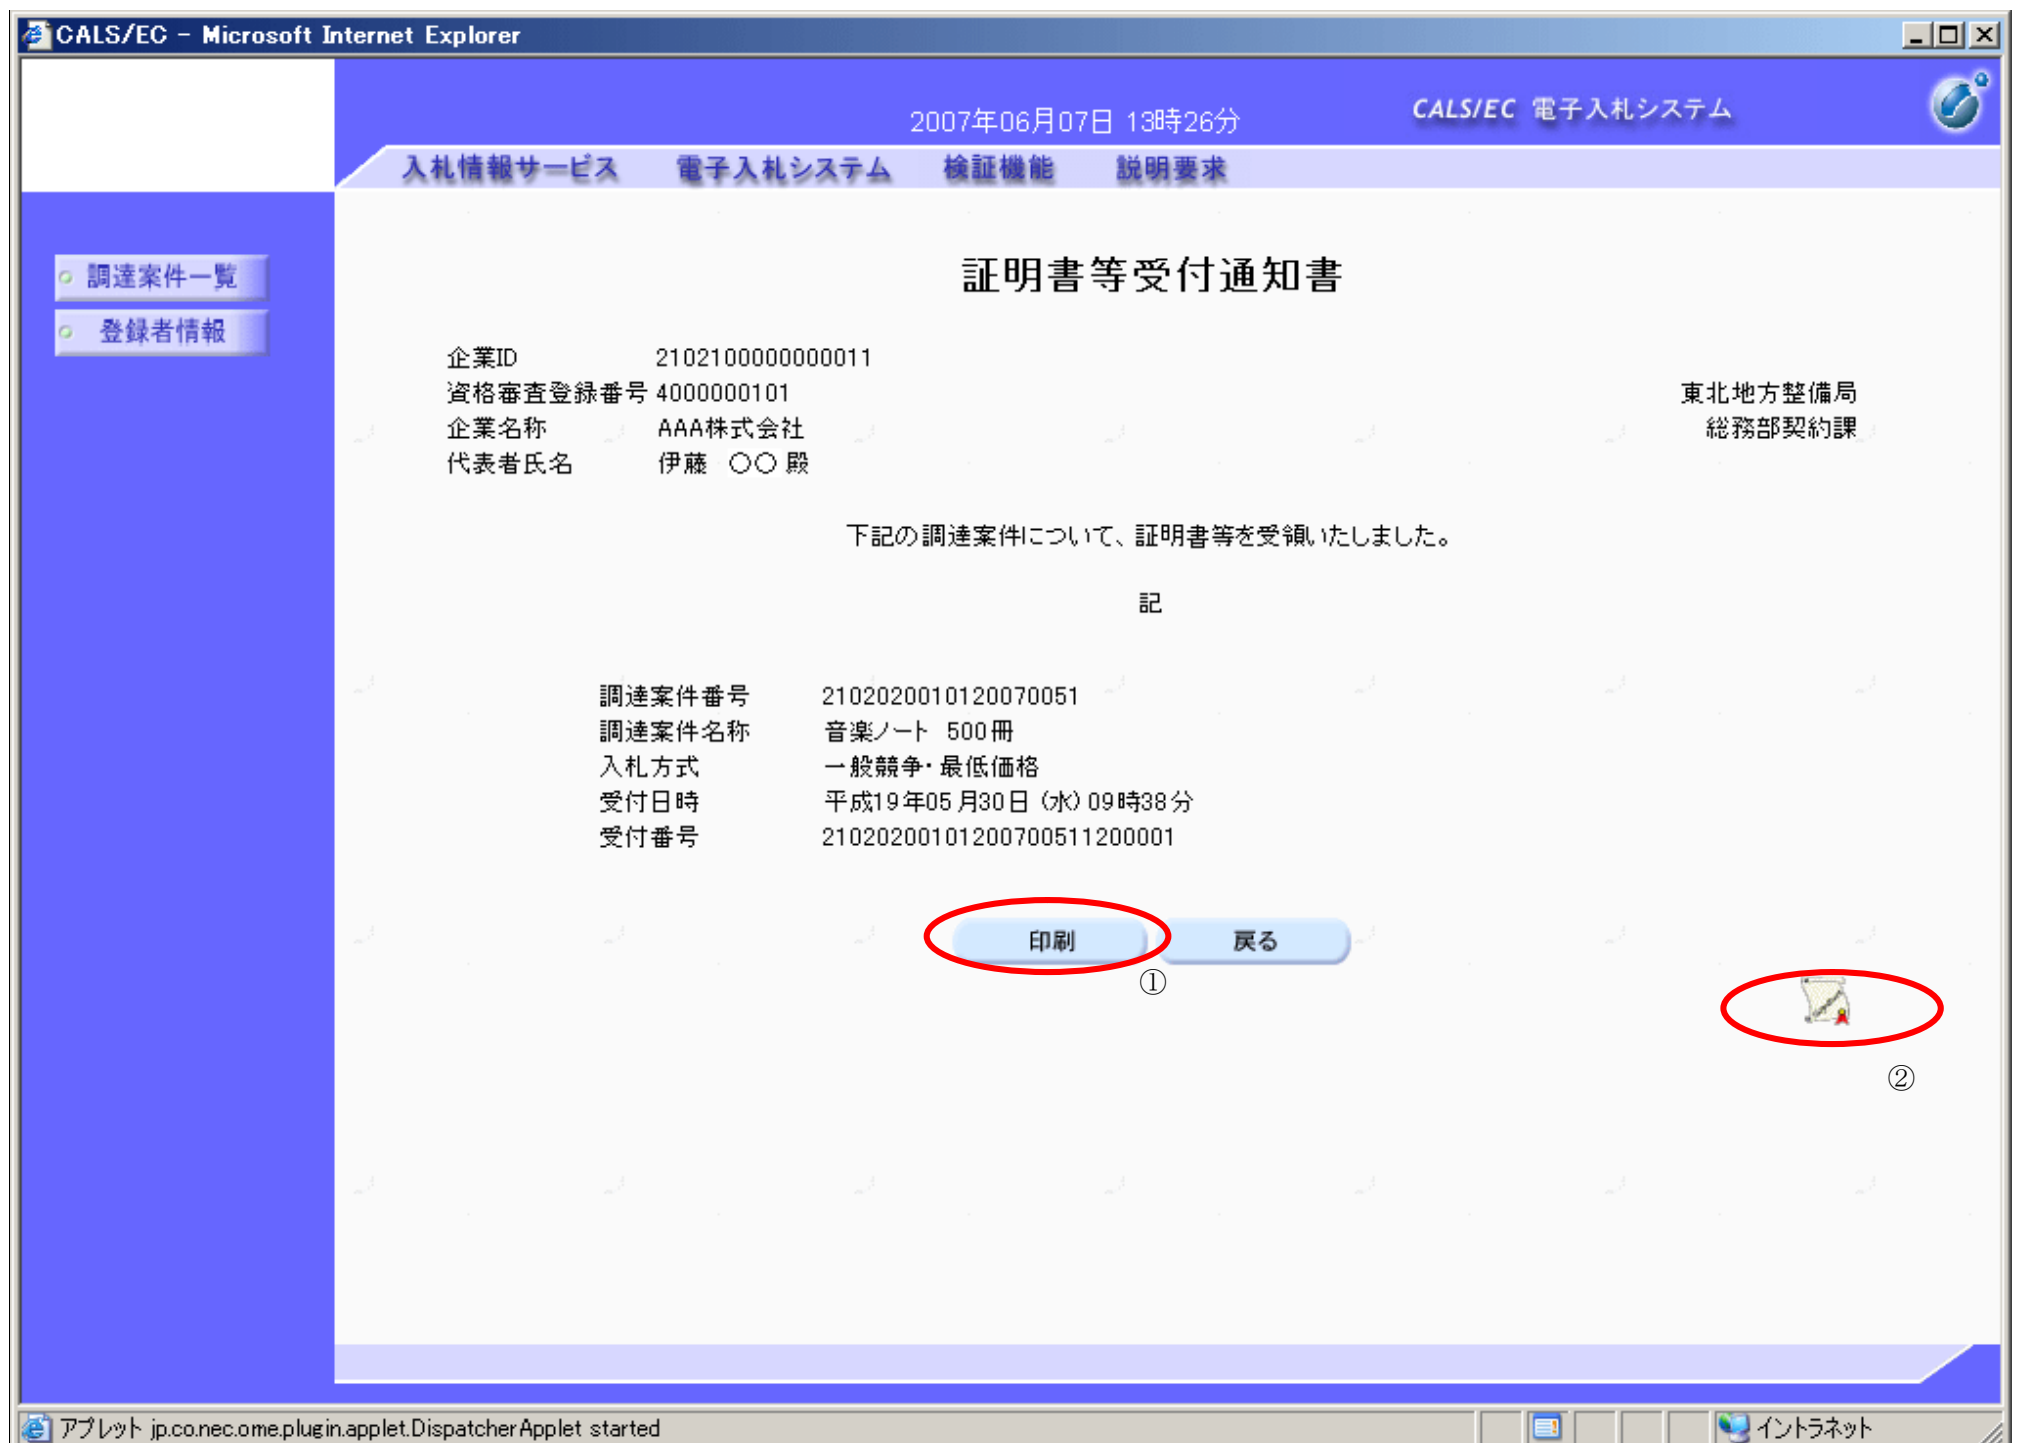 CALS/EC - Microsoft Internet Explorer
2007年06月07日 13時26分
CALS/EC 電子入札システム
入札情報サービス 電子入札システム 検証機能 説明要求
調達案件一覧
登録者情報
証明書等受付通知書
企業ID 2102100000000011
資格審査登録番号 4000000101
企業名称 AAA株式会社
代表者氏名 伊藤 〇〇 殿
東北地方整備局
総務部契約課
下記の調達案件について、証明書等を受領いたしました。
記
調達案件番号 2102020010120070051
調達案件名称 音楽ノート 500冊
入札方式 一般競争・最低価格
受付日時 平成19年05月30日 (水) 09時38分
受付番号 21020200101200700511200001
印刷 戻る
①
②
アプレット jp.co.nec.ome.plugin.applet.DispatcherApplet started
イントラネット